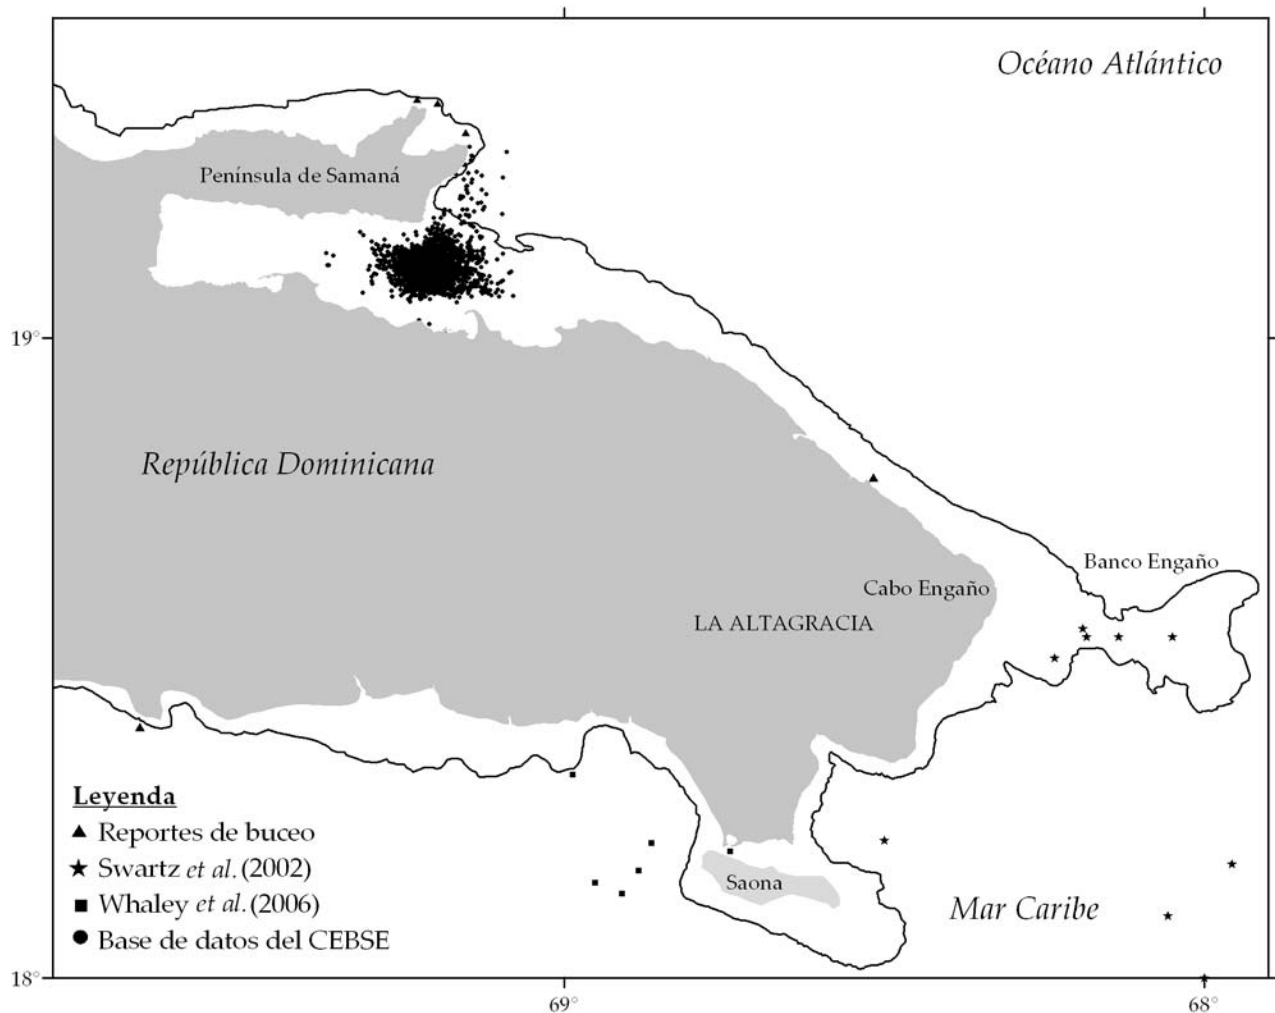 Océano Atlántico
Península de Samaná
19°
República Dominicana
Banco Engaño
Cabo Engaño
LA ALTAGRACIA
Leyenda
Reportes de buceo
Swartz et al. (2002)
Whaley et al. (2006)
Base de datos del CEBSE
Saona
Mar Caribe
18°
69°
68°